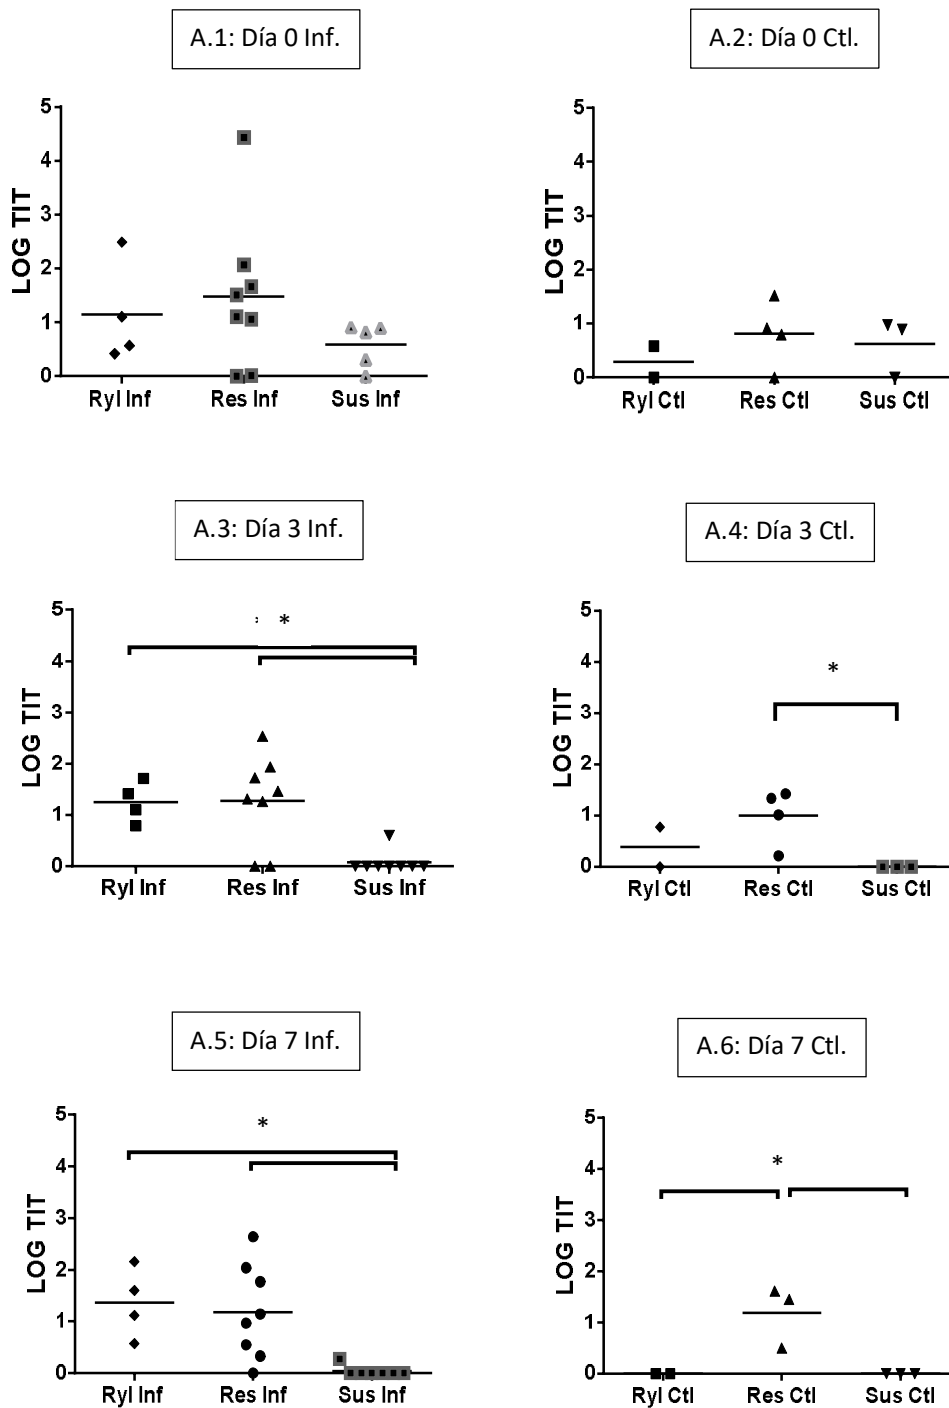 A.1: Día 0 Inf.
LOG TIT
5
4
3
2
1
0
Ryl Inf Res Inf Sus Inf
A.2: Día 0 Ctl.
LOG TIT
5
4
3
2
1
0
Ryl Ctl Res Ctl Sus Ctl
A.3: Día 3 Inf.
LOG TIT
5
4
3
2
1
0
*
Ryl Inf Res Inf Sus Inf
A.4: Día 3 Ctl.
LOG TIT
5
4
3
2
1
0
*
Ryl Ctl Res Ctl Sus Ctl
A.5: Día 7 Inf.
LOG TIT
5
4
3
2
1
0
*
Ryl Inf Res Inf Sus Inf
A.6: Día 7 Ctl.
LOG TIT
5
4
3
2
1
0
*
Ryl Ctl Res Ctl Sus Ctl